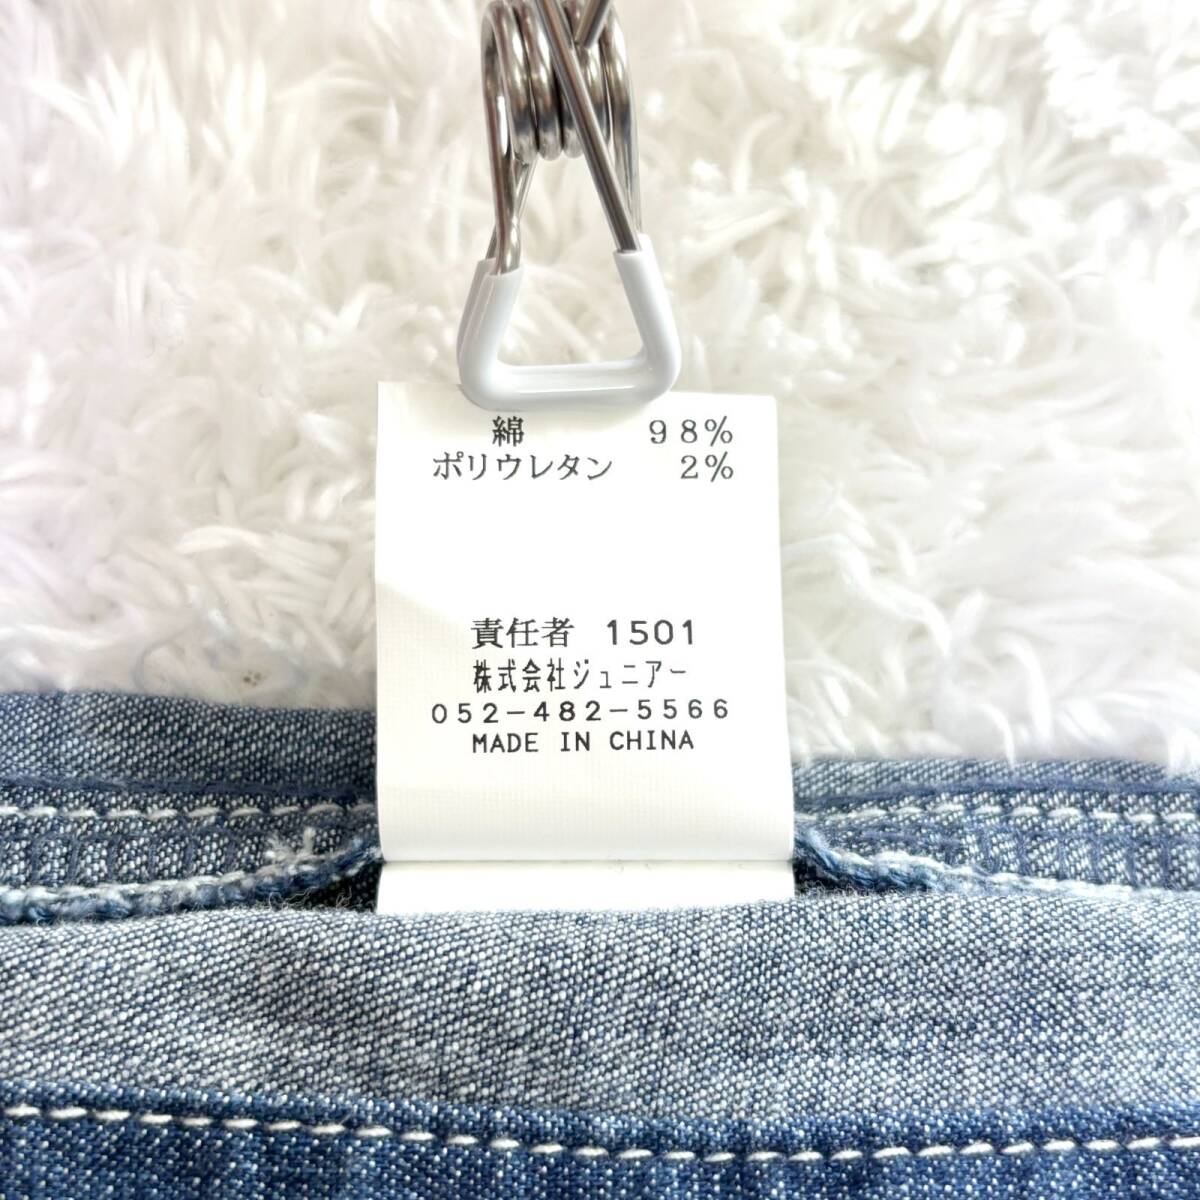 綿 98%
ポリウレタン 2%
責任者 1501
株式会社ジュニアー
052-482-5566
MADE IN CHINA